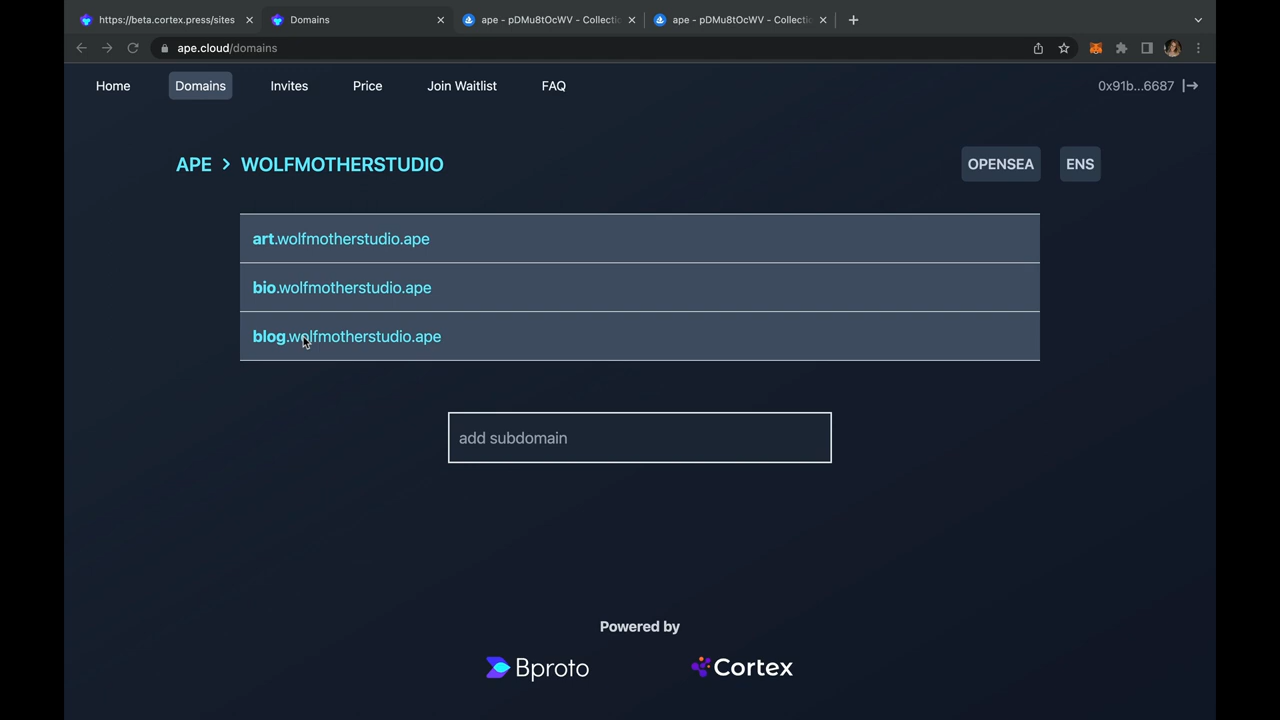 https://beta.cortex.press/sites
Domains
ape - pDMu8tOcWV - Collectic
ape - pDMu8tOcWV - Collectic
ape.cloud/domains
Home
Domains
Invites
Price
Join Waitlist
FAQ
0x91b...6687
APE > WOLFMOTHERSTUDIO
OPENSEA
ENS
art.wolfmotherstudio.ape
bio.wolfmotherstudio.ape
blog.wolfmotherstudio.ape
add subdomain
Powered by
Bproto
Cortex